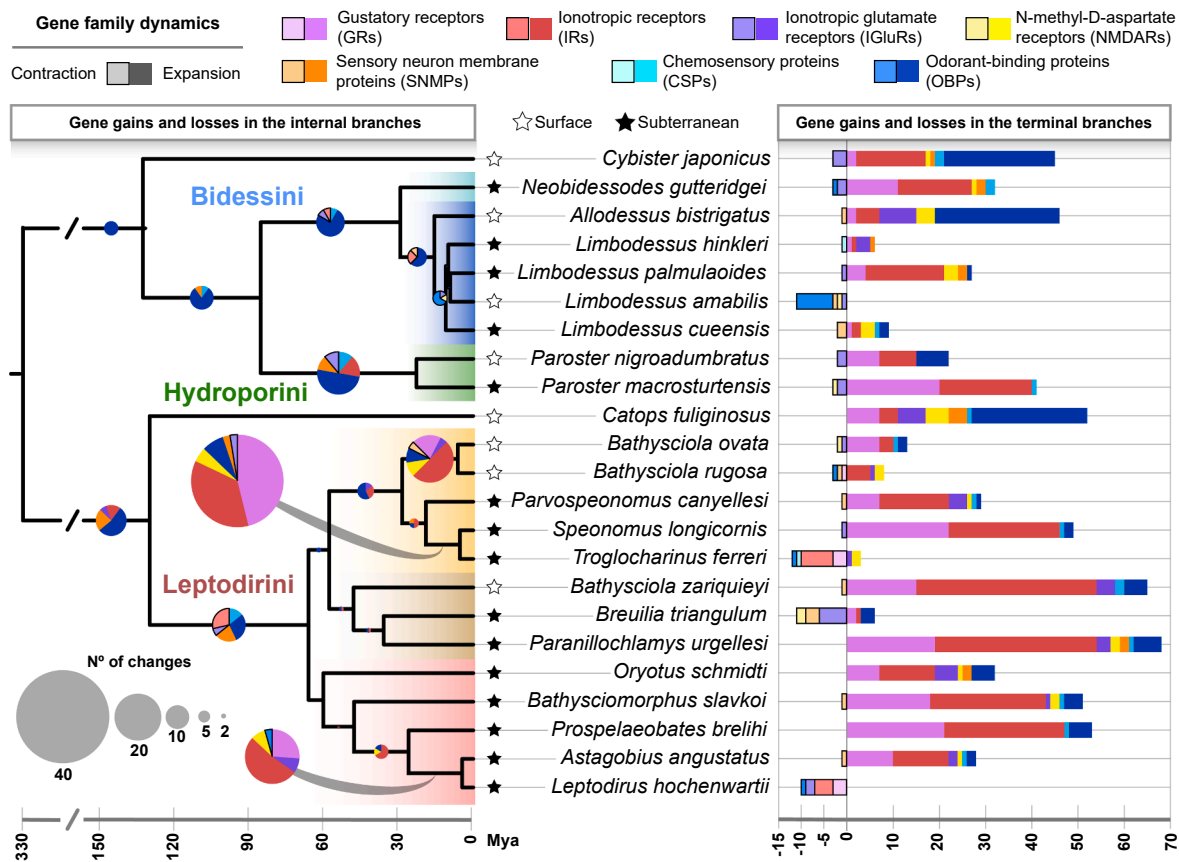 Gene family dynamics
Contraction
Expansion
Gustatory receptors
(GRs)
Ionotropic receptors
(IRs)
Ionotropic glutamate
receptors (IGluRs)
N-methyl-D-aspartate
receptors (NMDARs)
Sensory neuron membrane
proteins (SNMPs)
Chemosensory proteins
(CSPs)
Odorant-binding proteins
(OBPs)
Gene gains and losses in the internal branches
Surface
Subterranean
Gene gains and losses in the terminal branches
Bidessini
Hydroporini
Leptodirini
Cybister japonicus
Neobidessodes gutteridgei
Allodessus bistrigatus
Limbodessus hinkleri
Limbodessus palmulaoides
Limbodessus amabilis
Limbodessus cueensis
Paroster nigroadumbratus
Paroster macrosturtensis
Catops fuliginosus
Bathysciola ovata
Bathysciola rugosa
Parvospeonomus canyellesi
Speonomus longicornis
Troglocharinus ferreri
Bathysciola zariquieyi
Breuilia triangulum
Paranillochlamys urgellesi
Oryotus schmidti
Bathysciomorphus slavkoi
Prospelaeobates brelihi
Astagobius angustatus
Leptodirus hochenwartii
Nº of changes
40
20
10
5
2
330
150
120
90
60
30
0
Mya
-15
-10
-5
0
10
20
30
40
50
60
70